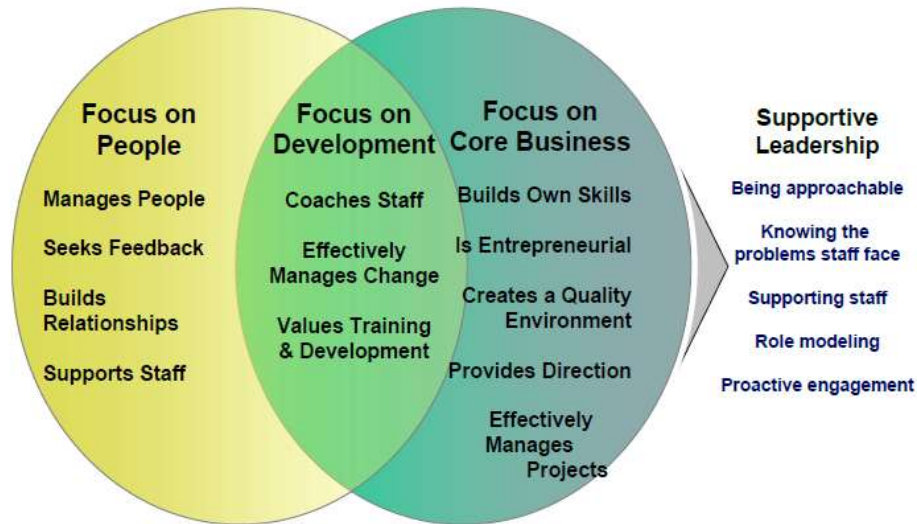 Focus on
People
Manages People
Seeks Feedback
Builds
Relationships
Supports Staff
Focus on
Development
Coaches Staff
Effectively
Manages Change
Values Training
& Development
Focus on
Core Business
Builds Own Skills
Is Entrepreneurial
Creates a Quality
Environment
Provides Direction
Effectively
Manages
Projects
Supportive
Leadership
Being approachable
Knowing the
problems staff face
Supporting staff
Role modeling
Proactive engagement